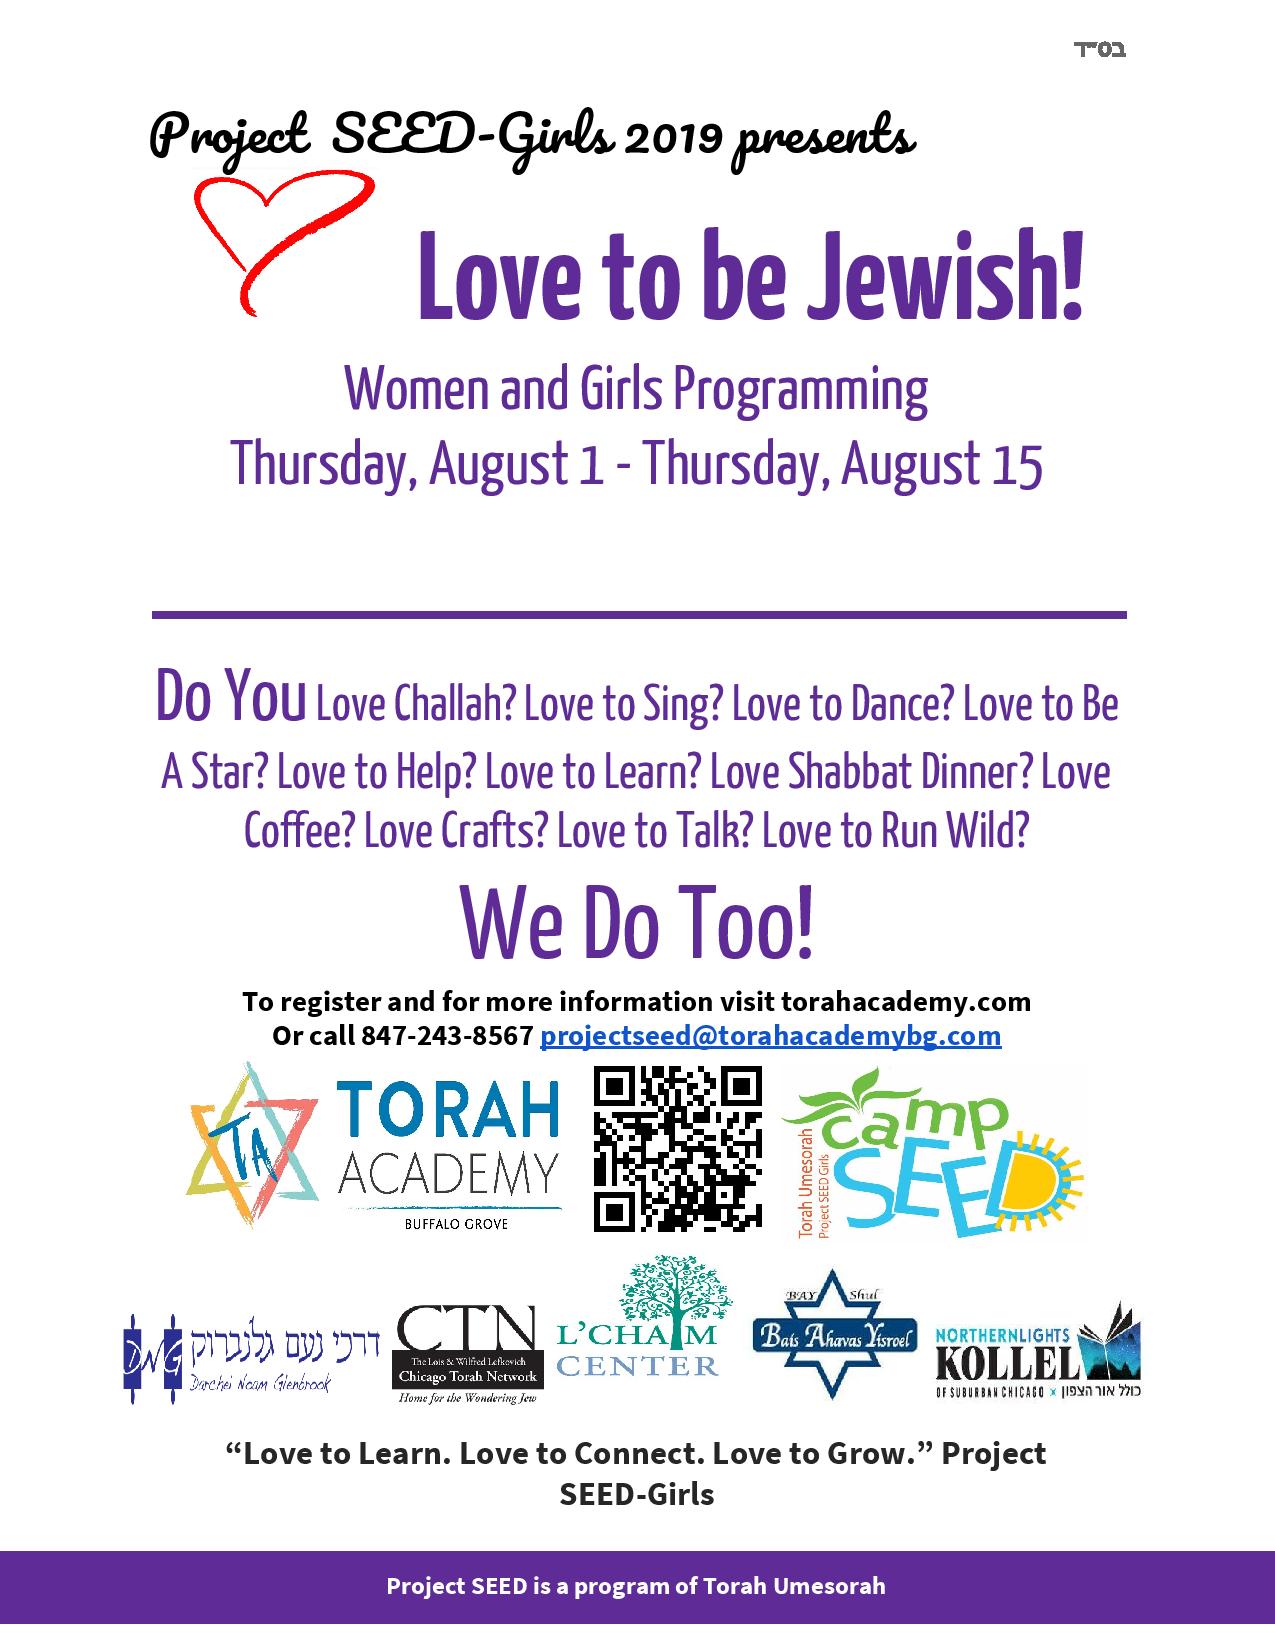 בס״ד
Project SEED-Girls 2019 presents
Love to be Jewish!
Women and Girls Programming
Thursday, August 1 - Thursday, August 15
Do You Love Challah? Love to Sing? Love to Dance? Love to Be
A Star? Love to Help? Love to Learn? Love Shabbat Dinner? Love
Coffee? Love Crafts? Love to Talk? Love to Run Wild?
We Do Too!
To register and for more information visit torahacademy.com
Or call 847-243-8567 projectseed@torahacademybg.com
TA
TORAH
ACADEMY
BUFFALO GROVE
Torah Umesorah
Project SEED Girls
camp
SEED
DNG
דרכי נעם גלנברוק
Darchei Noam Glenbrook
CTN
The Lois & Wilfred Lefkovich
Chicago Torah Network
Home for the Wondering Jew
L'CHAIM
CENTER
BAY Shul
Bais Ahavas Yisroel
NORTHERNLIGHTS
KOLLEL
OF SUBURBAN CHICAGO × כולל אור הצפון
“Love to Learn. Love to Connect. Love to Grow.” Project
SEED-Girls
Project SEED is a program of Torah Umesorah